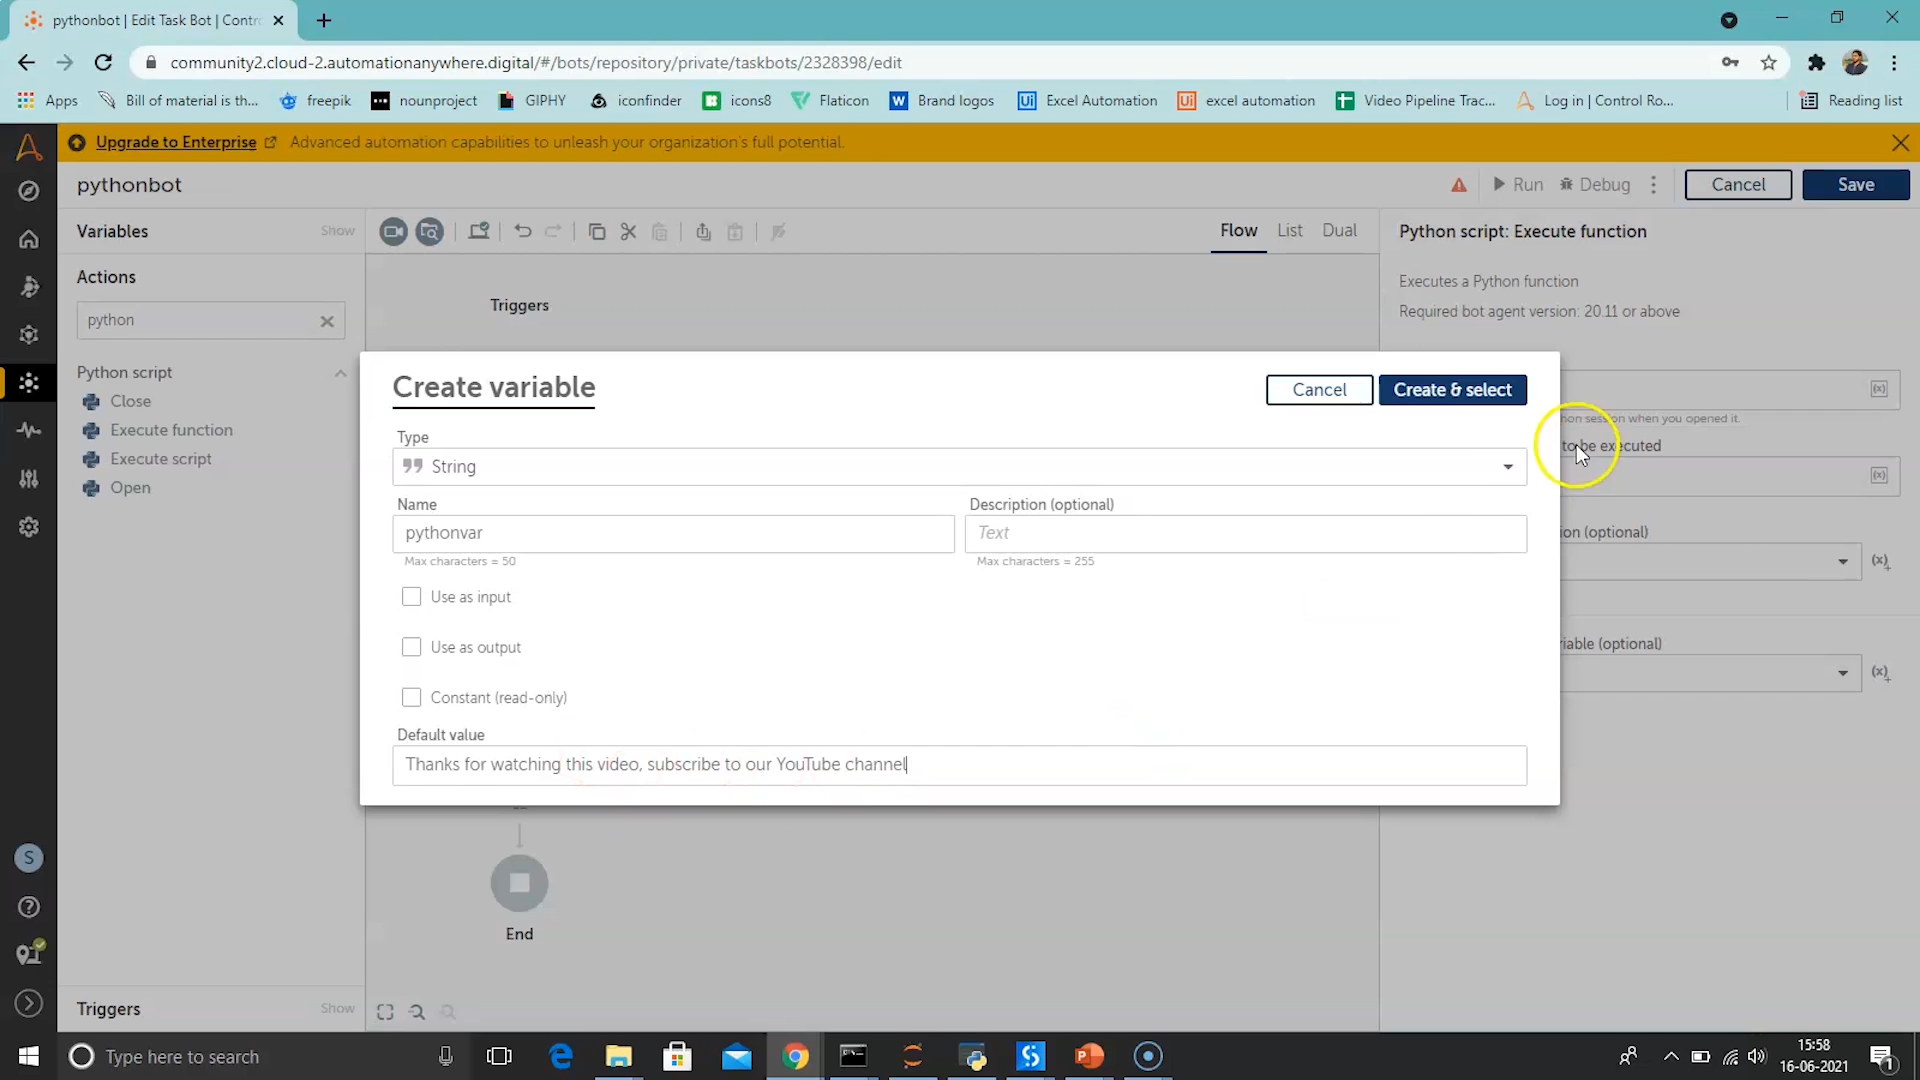 pythonbot | Edit Task Bot | Contr
community2.cloud-2.automationanywhere.digital/#/bots/repository/private/taskbots/2328398/edit
Apps Bill of material is th... freepik nounproject GIPHY iconfinder icons8 Flaticon Brand logos Excel Automation excel automation Video Pipeline Trac... Log in | Control Ro... Reading list
Upgrade to Enterprise Advanced automation capabilities to unleash your organization's full potential.
pythonbot Run Debug Cancel Save
Variables Show Flow List Dual Python script: Execute function
Actions
python
Python script
Close
Execute function
Execute script
Open
Triggers
Executes a Python function
Required bot agent version: 20.11 or above
Create variable Cancel Create & select
Type
String
Name
pythonvar
Max characters = 50
Description (optional)
Text
Max characters = 255
Use as input
Use as output
Constant (read-only)
Default value
Thanks for watching this video, subscribe to our YouTube channel
hon session when you opened it.
to be executed
ion (optional)
iable (optional)
End
Triggers Show
S
Type here to search
15:58
16-06-2021
1